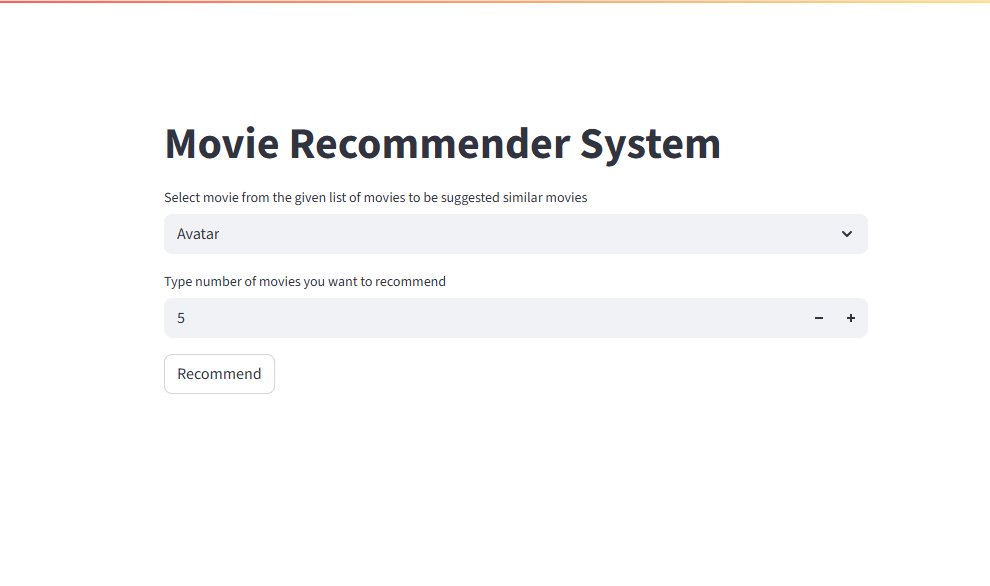 Movie Recommender System
Select movie from the given list of movies to be suggested similar movies
Avatar
Type number of movies you want to recommend
5
Recommend